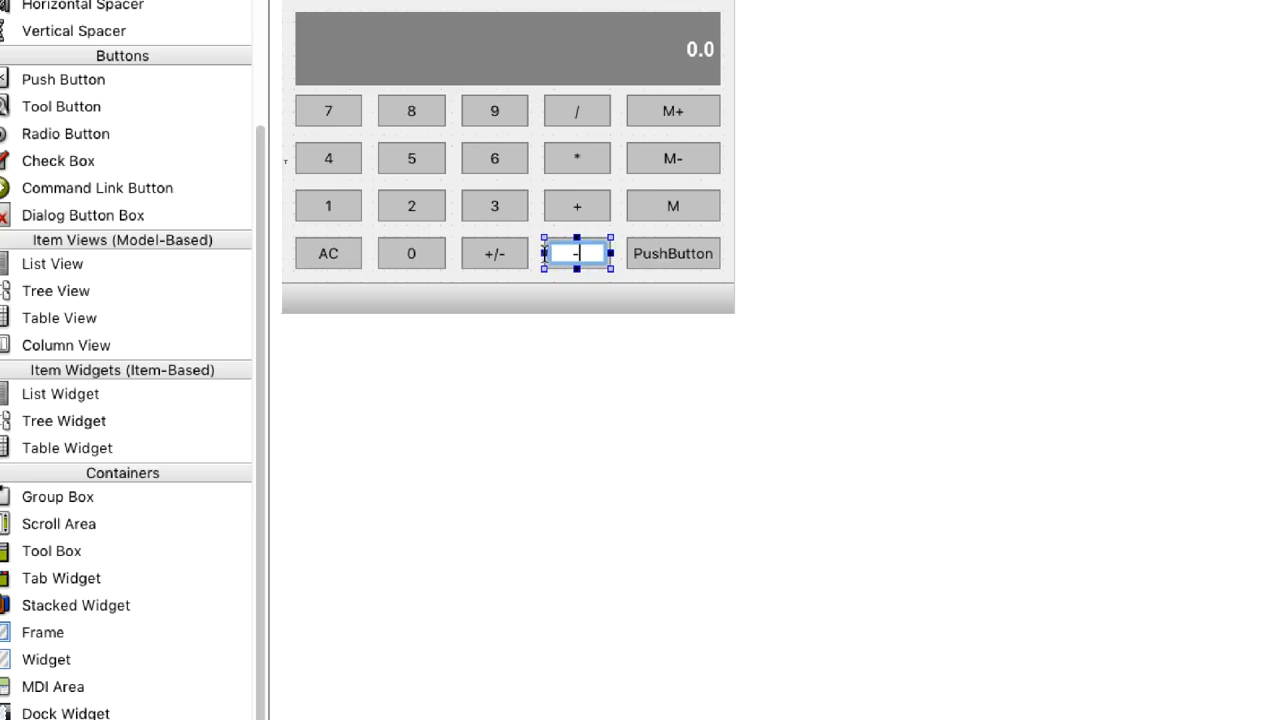 Horizontal Spacer
Vertical Spacer
Buttons
Push Button
Tool Button
Radio Button
Check Box
Command Link Button
Dialog Button Box
Item Views (Model-Based)
List View
Tree View
Table View
Column View
Item Widgets (Item-Based)
List Widget
Tree Widget
Table Widget
Containers
Group Box
Scroll Area
Tool Box
Tab Widget
Stacked Widget
Frame
Widget
MDI Area
Dock Widget
0.0
7 8 9 / M+
4 5 6 * M-
1 2 3 + M
AC 0 +/- - PushButton